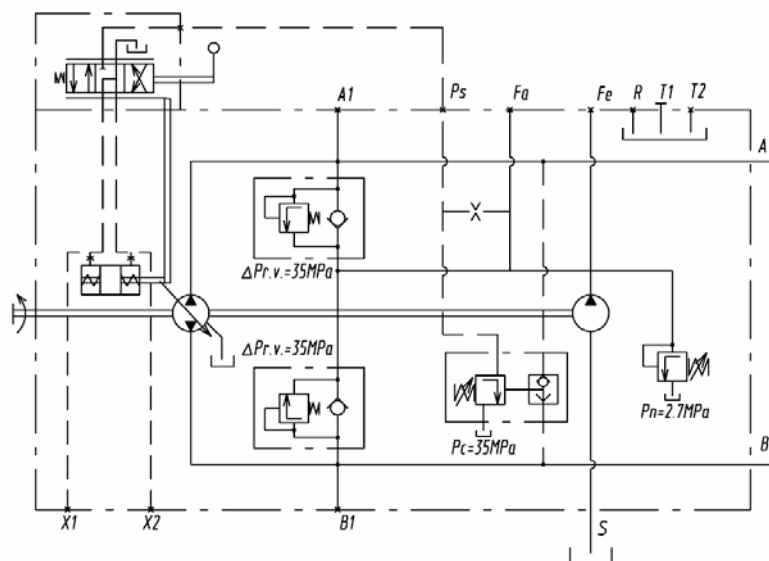 A1
Ps
Fa
Fe
R
T1
T2
A
ΔPr.v.=35MPa
ΔPr.v.=35MPa
Pn=2.7MPa
Pc=35MPa
B
X1
X2
B1
S